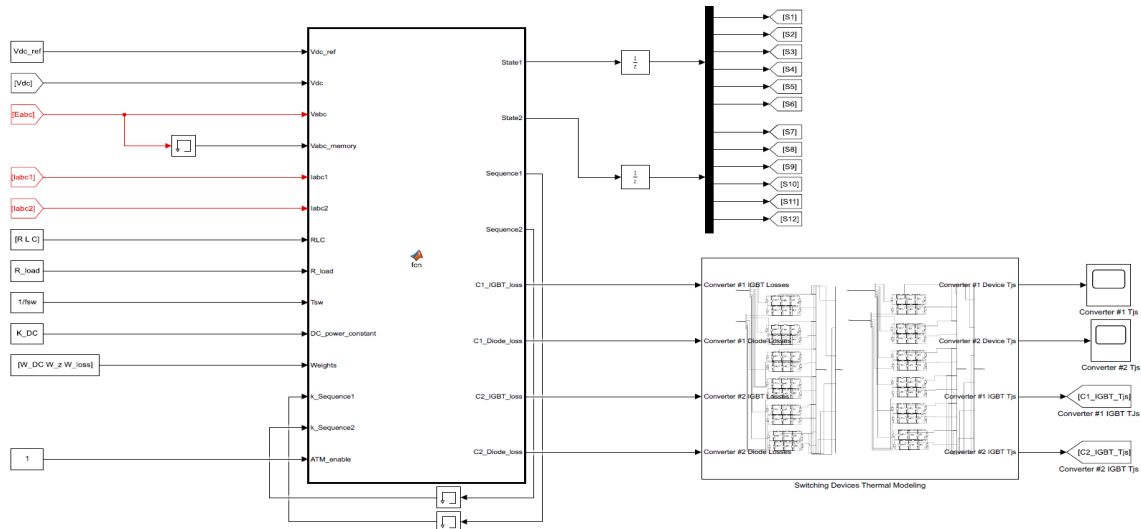 Vdc_ref
[Vdc]
[Eabc]
[Iabc1]
[Iabc2]
[R L C]
R_load
1/fsw
K_DC
[W_DC W_z W_loss]
1
Vdc_ref
Vdc
Vabc
Vabc_memory
Iabc1
Iabc2
RLC
R_load
Tsw
DC_power_constant
Weights
k_Sequence1
k_Sequence2
ATM_enable
fcn
State1
State2
Sequence1
Sequence2
C1_IGBT_loss
C1_Diode_loss
C2_IGBT_loss
C2_Diode_loss
1
z
1
z
[S1]
[S2]
[S3]
[S4]
[S5]
[S6]
[S7]
[S8]
[S9]
[S10]
[S11]
[S12]
Converter #1 IGBT Losses
Converter #1 Diode Losses
Converter #2 IGBT Losses
Converter #2 Diode Losses
Converter #1 Device Tjs
Converter #2 Device Tjs
Converter #1 IGBT Tjs
Converter #2 IGBT Tjs
Switching Devices Thermal Modeling
Converter #1 Tjs
Converter #2 Tjs
[C1_IGBT_Tjs]
Converter #1 IGBT TJs
[C2_IGBT_Tjs]
Converter #2 IGBT Tjs